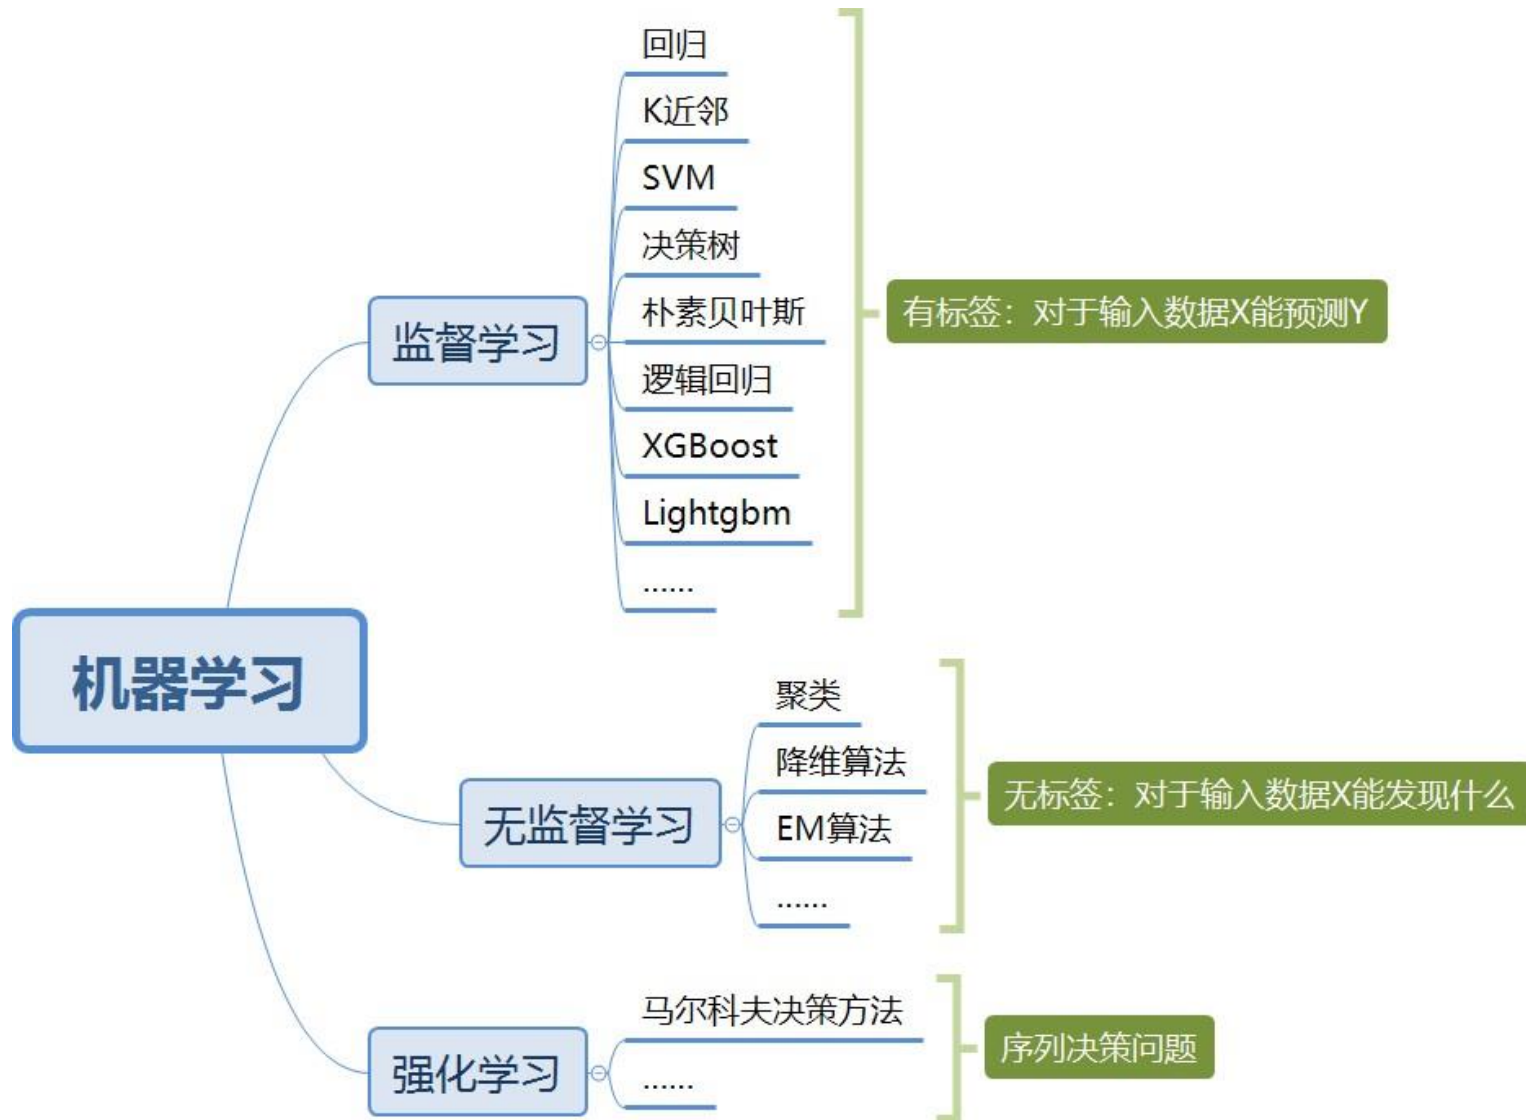 回归
K近邻
SVM
决策树
朴素贝叶斯
逻辑回归
XGBoost
Lightgbm
......
监督学习
有标签：对于输入数据X能预测Y
机器学习
聚类
降维算法
EM算法
......
无监督学习
无标签：对于输入数据X能发现什么
马尔科夫决策方法
......
强化学习
序列决策问题